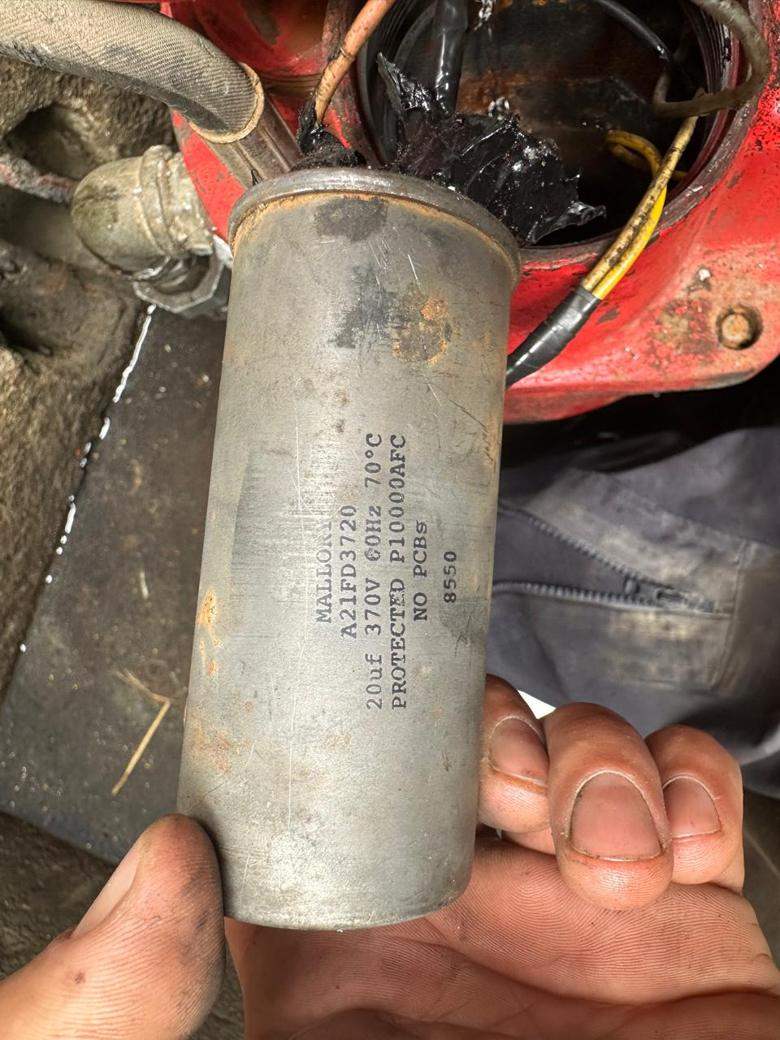 MALLORY
A21FD3720
20uf 370V 60Hz 70°C
PROTECTED P10000AFC
NO PCBs
8550